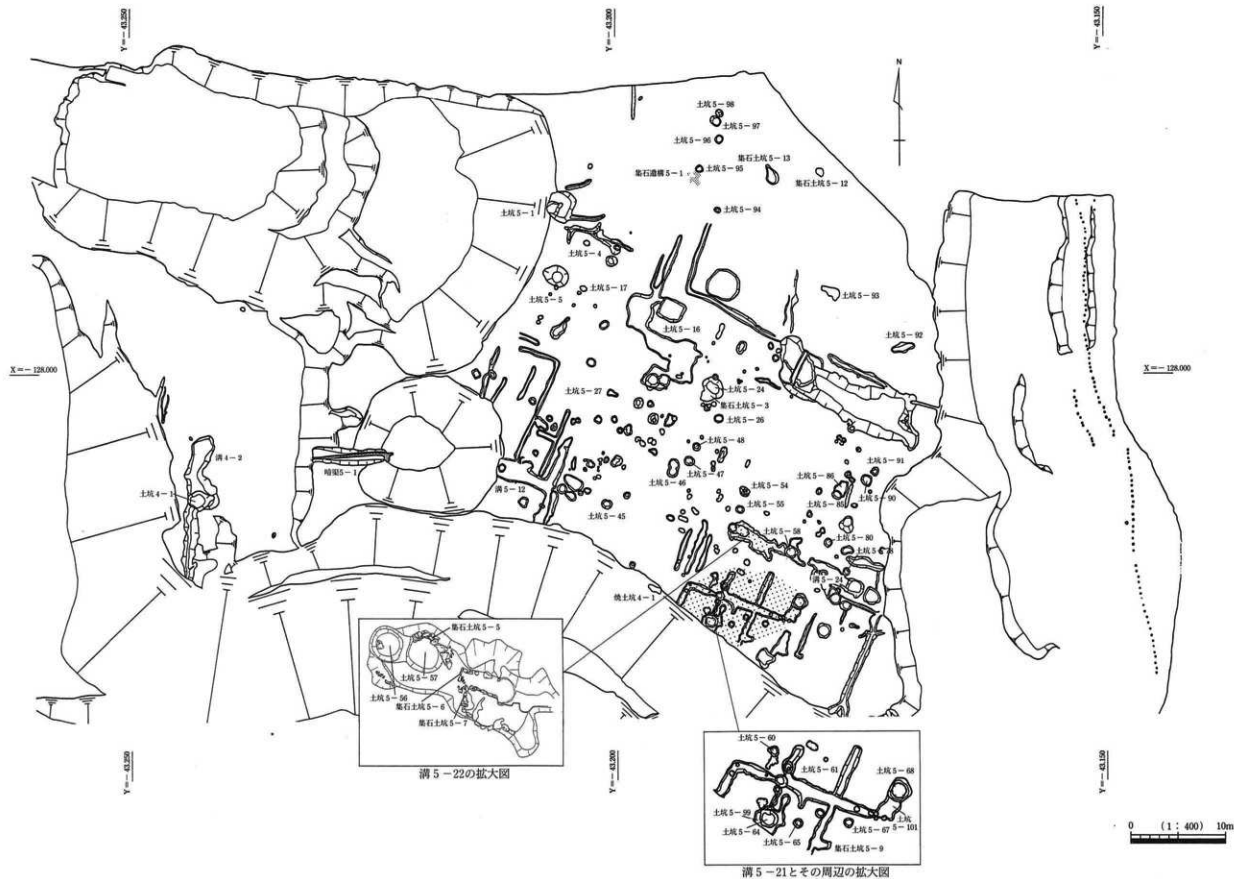 Y=-43.250
Y=-43.200
Y=-43.150
N
土坑5-98
土坑5-97
土坑5-96
集石土坑5-13
土坑5-95
集石遺構5-1
集石土坑5-12
土坑5-1
土坑5-94
土坑5-4
土坑5-17
土坑5-5
土坑5-93
土坑5-16
土坑5-92
X=-128.000
X=-128.000
土坑5-27
土坑5-24
集石土坑5-3
土坑5-26
土坑5-48
溝4-2
土坑5-91
暗渠5-1
土坑5-47
土坑5-86
土坑5-46
土坑5-54
溝5-12
土坑4-1
土坑5-90
土坑5-85
土坑5-55
土坑5-45
土坑5-58
土坑5-80
土坑5-78
溝5-24
焼土坑4-1
集石土坑5-5
土坑5-57
土坑5-56
集石土坑5-6
集石土坑5-7
溝5-22の拡大図
土坑5-60
土坑5-61
土坑5-68
土坑5-99
土坑5-64
土坑5-67
土坑
5-101
土坑5-65
集石土坑5-9
溝5-21とその周辺の拡大図
Y=-43.250
Y=-43.200
Y=-43.150
0 (1:400) 10m